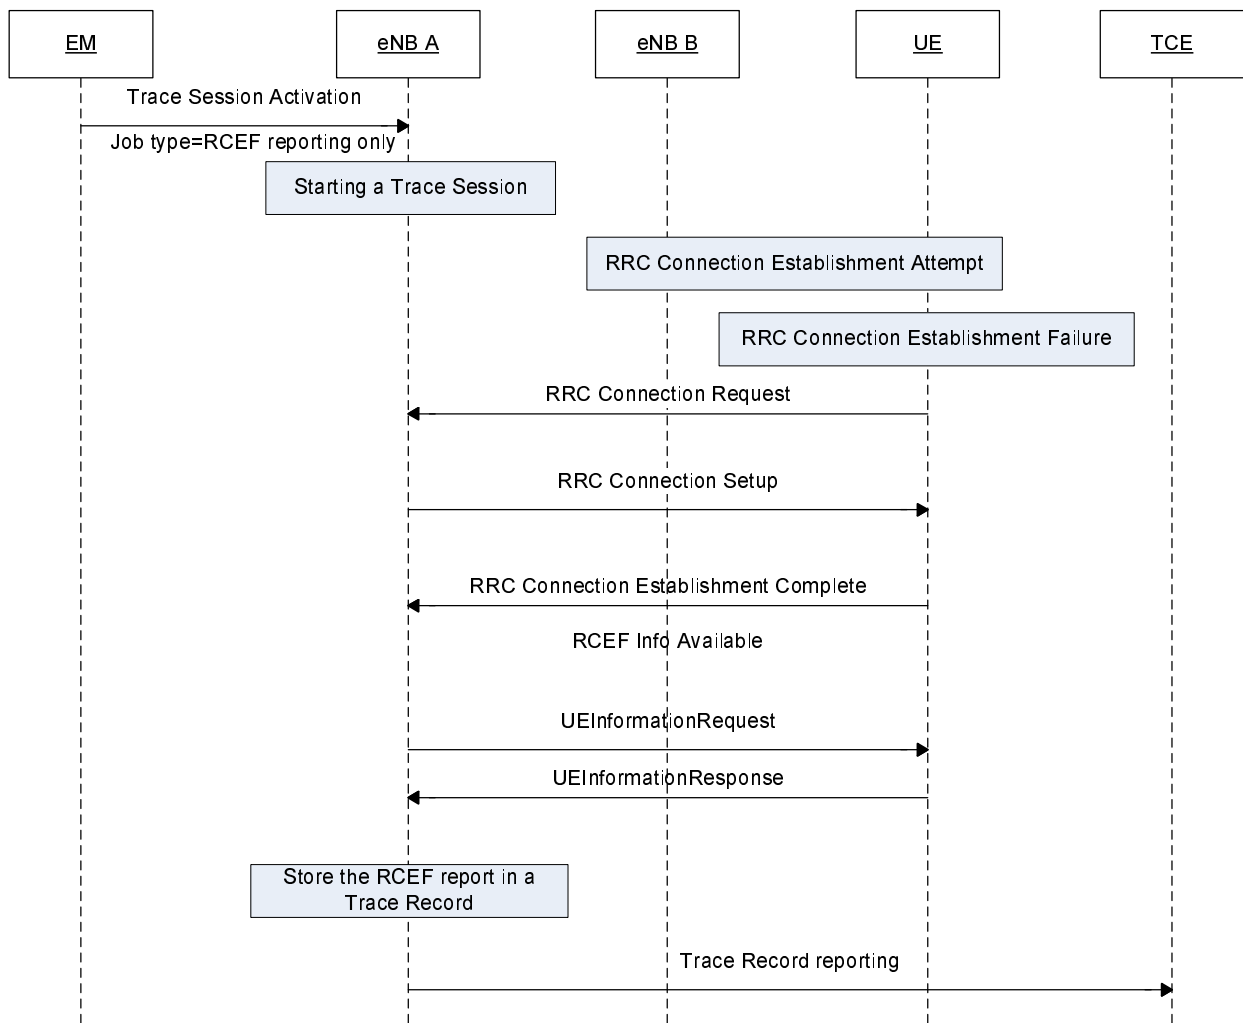 EM
eNB A
eNB B
UE
TCE
Trace Session Activation
Job type=RCEF reporting only
Starting a Trace Session
RRC Connection Establishment Attempt
RRC Connection Establishment Failure
RRC Connection Request
RRC Connection Setup
RRC Connection Establishment Complete
RCEF Info Available
UEInformationRequest
UEInformationResponse
Store the RCEF report in a
Trace Record
Trace Record reporting